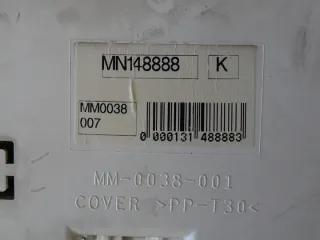 MN148888 K
MM0038
007
0 000131 488883
MM-0038-001
COVER >PP-T30<